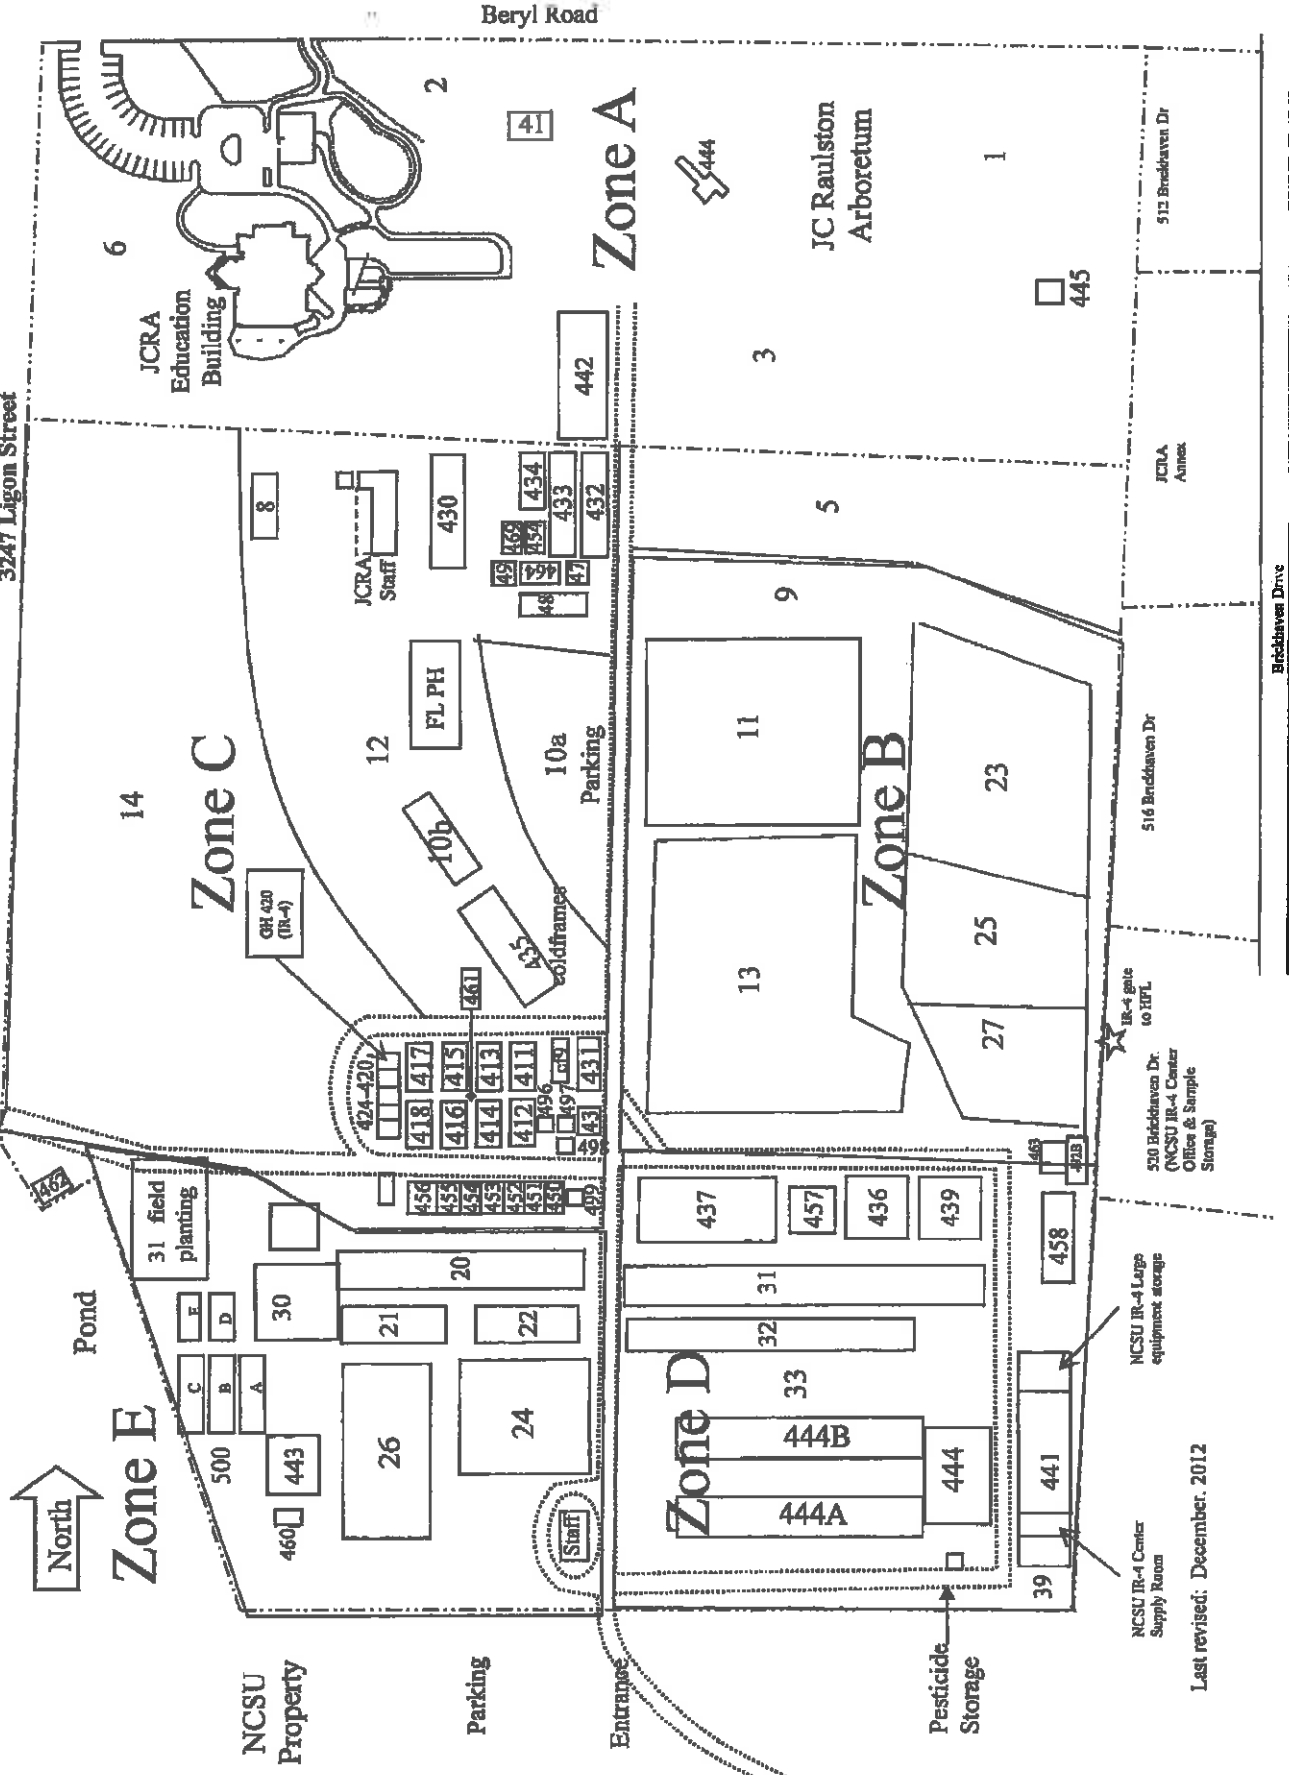 Beryl Road
3247 Ligon Street
2
41
Zone A
444
JC Raulston
Arboretum
1
512 Brickhaven Dr
6
JCRA
Education
Building
442
3
445
8
JCRA
Staff
430
434
433
432
469
454
49
464
47
48
5
JCRA
Annex
9
Brickhaven Drive
14
Zone C
12
FL PH
10a
Parking
10b
11
Zone B
23
516 Brickhaven Dr
GH 420
(IR-4)
435
coldframes
461
13
25
27
IR-4 gate
to HFL
424-420
417
415
413
411
cf9
431
418
416
414
412
496
497
43
520 Brickhaven Dr.
(NCSU IR-4 Center
Office & Sample
Storage)
463
462
31 field
planting
456
455
454
453
452
451
450
499
437
457
436
439
458
Pond
E
D
C
B
A
500
30
20
21
22
31
32
33
NCSU IR-4 Large
equipment storage
North
Zone E
443
460
26
24
Staff
Zone D
444B
444A
444
441
39
NCSU IR-4 Center
Supply Room
Last revised: December, 2012
NCSU
Property
Parking
Entrance
Pesticide
Storage